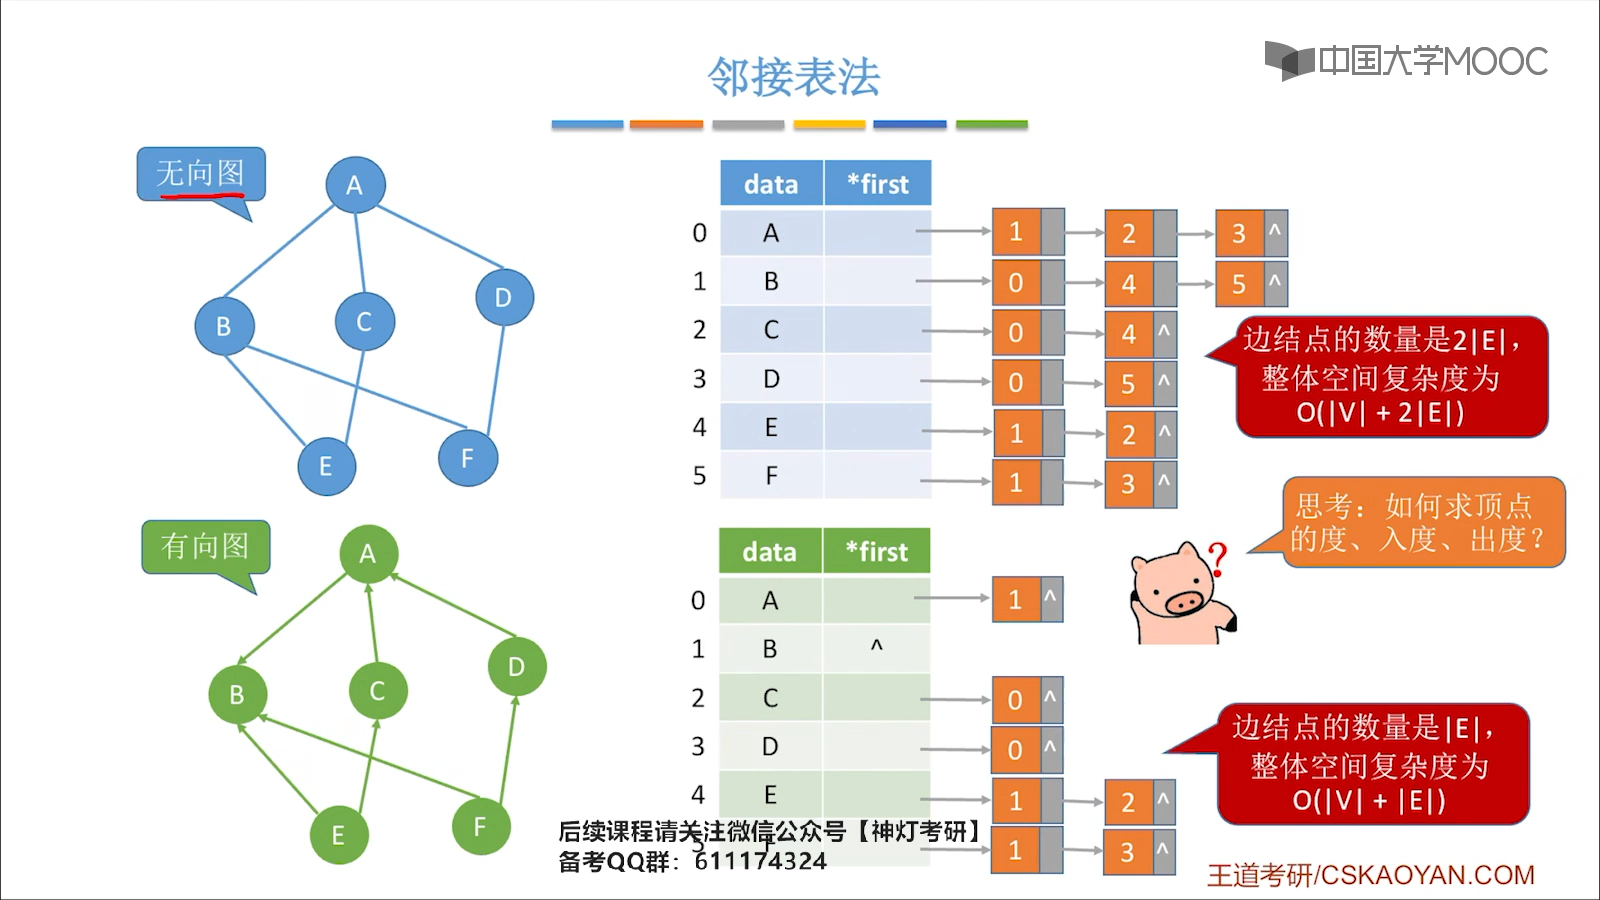 中国大学MOOC
邻接表法
无向图
A
B
C
D
E
F
data *first
0 A 1 2 3 ^
1 B 0 4 5 ^
2 C 0 4 ^
3 D 0 5 ^
4 E 1 2 ^
5 F 1 3 ^
边结点的数量是2|E|，
整体空间复杂度为
O(|V| + 2|E|)
思考：如何求顶点
的度、入度、出度？
?
有向图
A
B
C
D
E
F
data *first
0 A 1 ^
1 B ^
2 C 0 ^
3 D 0 ^
4 E 1 2 ^
5 F 1 3 ^
边结点的数量是|E|，
整体空间复杂度为
O(|V| + |E|)
后续课程请关注微信公众号【神灯考研】
备考QQ群：611174324
王道考研/CSKAOYAN.COM